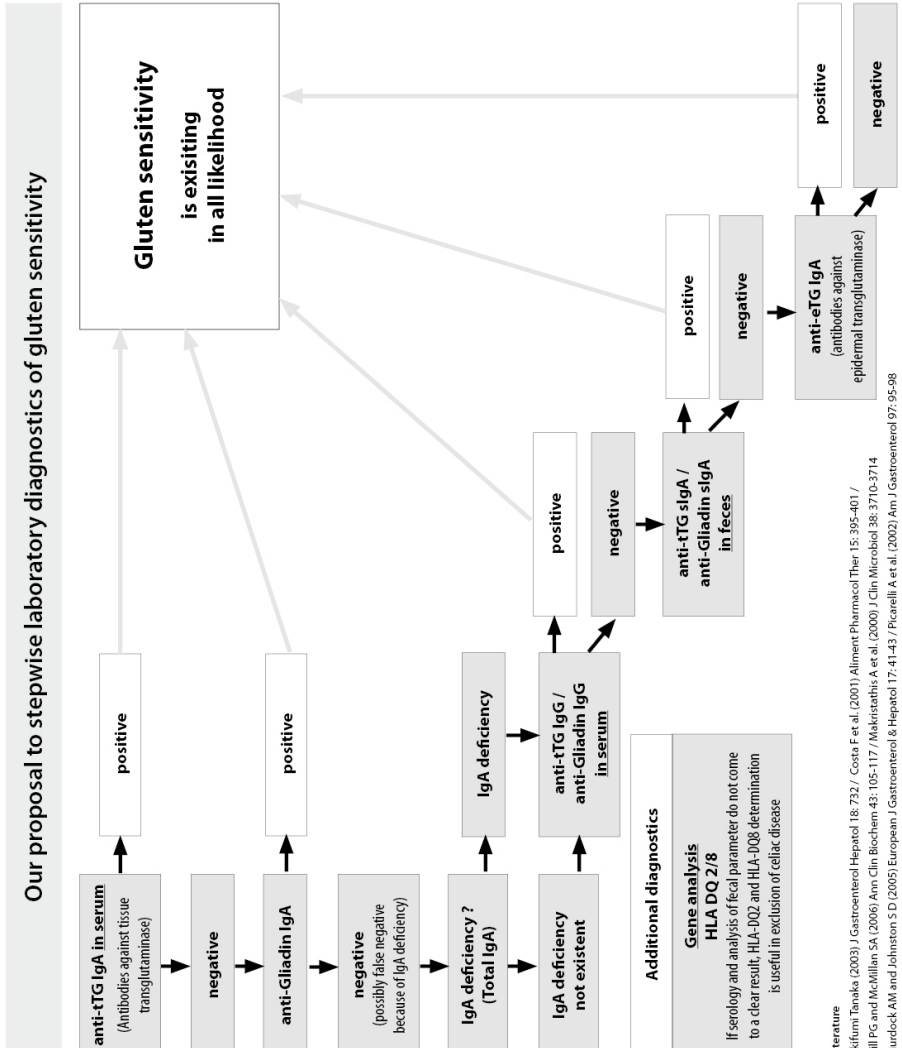 Our proposal to stepwise laboratory diagnostics of gluten sensitivity
anti-tTG IgA in serum
(Antibodies against tissue
transglutaminase)
positive
negative
anti-Gliadin IgA
positive
negative
(possibly false negative
because of IgA deficiency)
IgA deficiency ?
(Total IgA)
IgA deficiency
IgA deficiency
not existent
anti-tTG IgG /
anti-Gliadin IgG
in serum
positive
negative
anti-tTG sIgA /
anti-Gliadin sIgA
in feces
positive
negative
anti-eTG IgA
(antibodies against
epidermal transglutaminase)
positive
negative
Gluten sensitivity
is exisiting
in all likelihood
Additional diagnostics
Gene analysis
HLA DQ 2/8
If serology and analysis of fecal parameter do not come
to a clear result, HLA-DQ2 and HLA-DQ8 determination
is useful in exclusion of celiac disease
terature
kifumi Tanaka (2003) J Gastroenterol Hepatol 18: 732 / Costa F et al. (2001) Aliment Pharmacol Ther 15: 395-401 /
ill PG and McMillan SA (2006) Ann Clin Biochem 43: 105-117 / Makristathis A et al. (2000) J Clin Microbiol 38: 3710-3714
urdock AM and Johnston S D (2005) European J Gastroenterol & Hepatol 17: 41-43 / Picarelli A et al. (2002) Am J Gastroenterol 97: 95-98